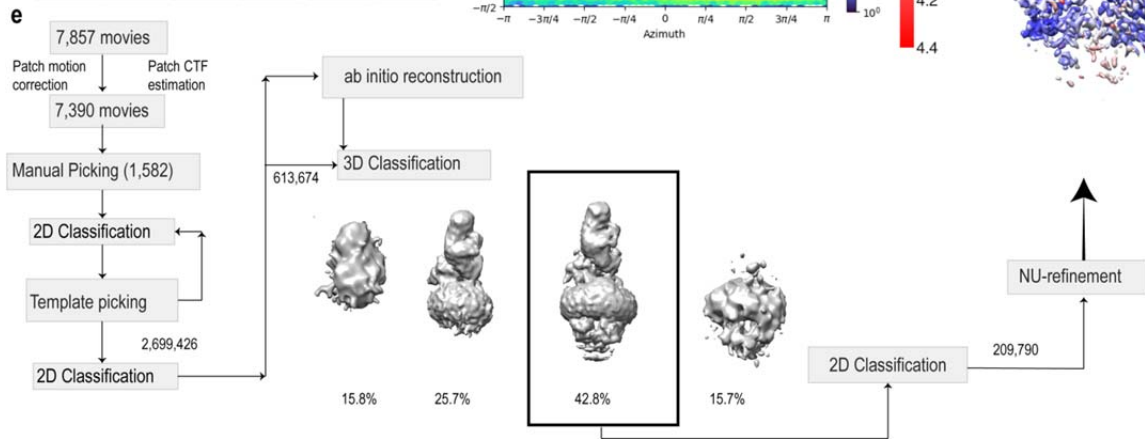 e
−π/2
−π
−3π/4
−π/2
−π/4
0
π/4
π/2
3π/4
π
Azimuth
10⁰
4.2
4.4
7,857 movies
Patch motion
correction
Patch CTF
estimation
7,390 movies
Manual Picking (1,582)
2D Classification
Template picking
2,699,426
2D Classification
ab initio reconstruction
613,674
3D Classification
15.8%
25.7%
42.8%
15.7%
2D Classification
209,790
NU-refinement